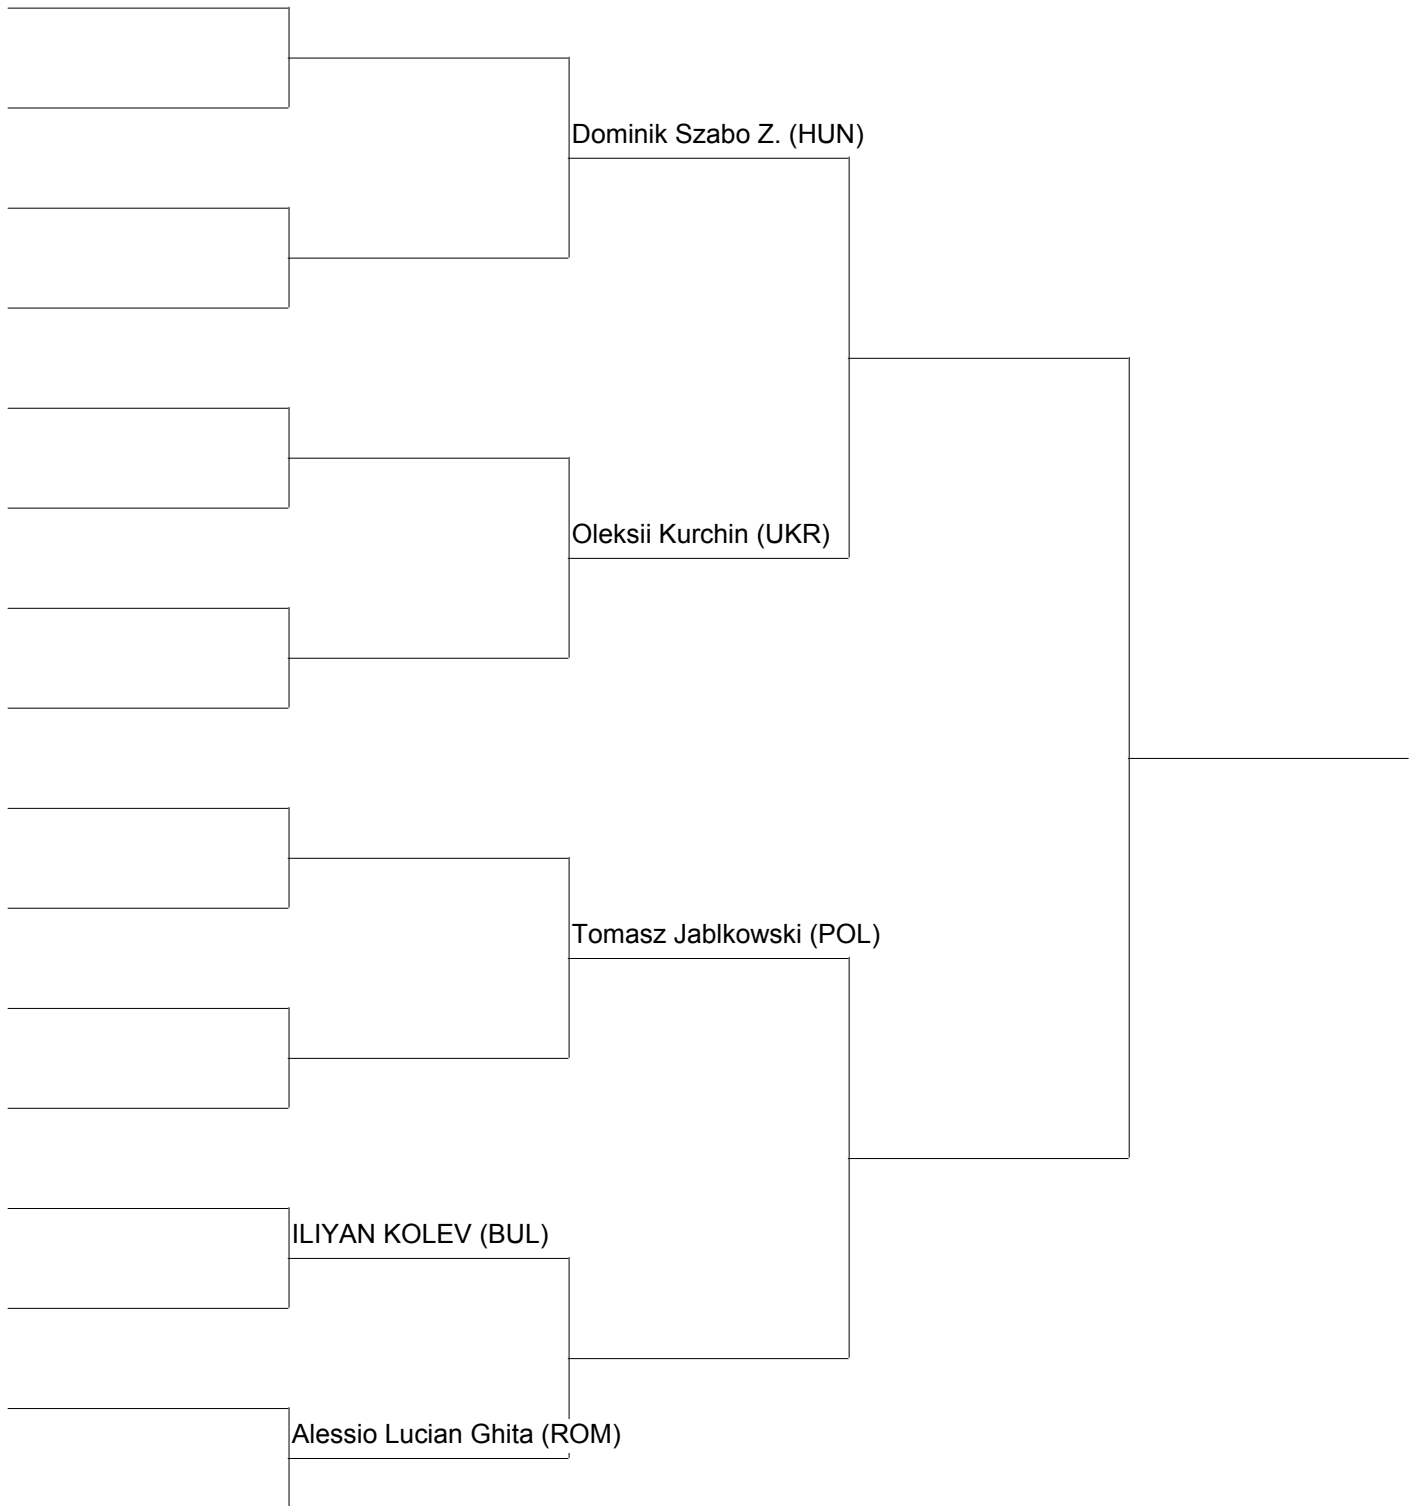 Dominik Szabo Z. (HUN)
Oleksii Kurchin (UKR)
Tomasz Jablkowski (POL)
ILIYAN KOLEV (BUL)
Alessio Lucian Ghita (ROM)